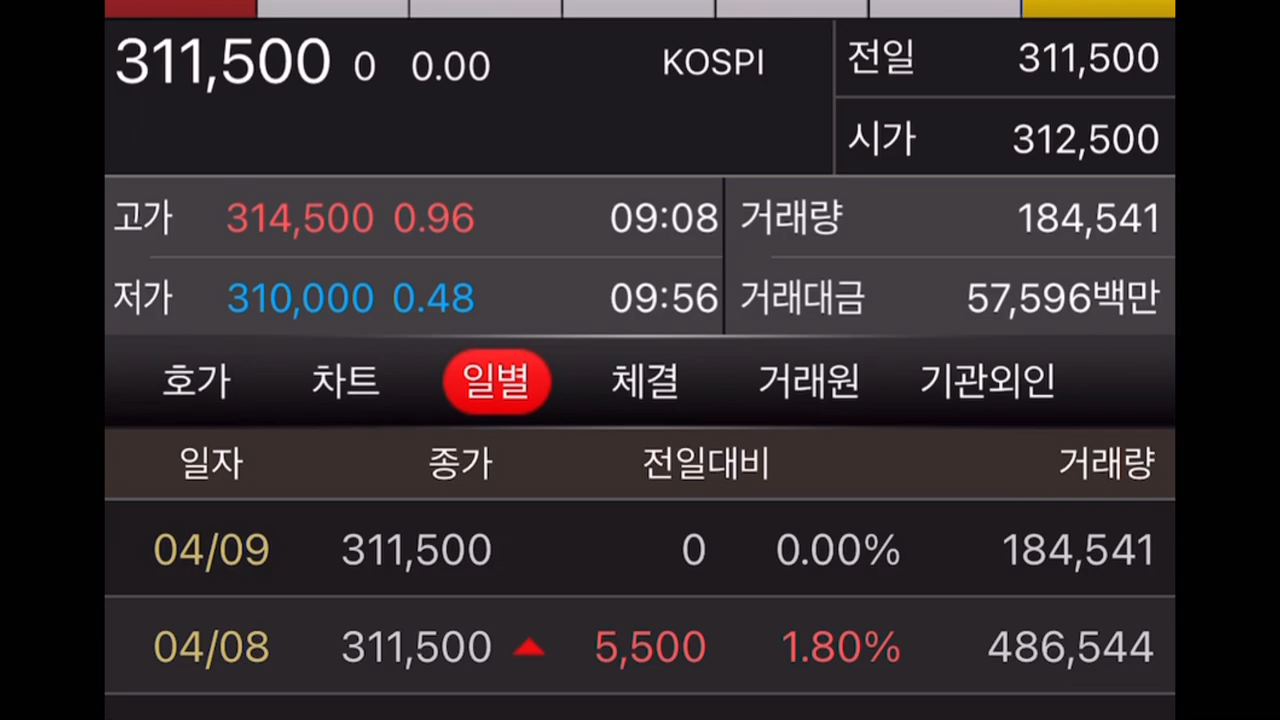 311,500 0 0.00 KOSPI 전일 311,500
시가 312,500
고가 314,500 0.96 09:08 거래량 184,541
저가 310,000 0.48 09:56 거래대금 57,596백만
호가 차트 일별 체결 거래원 기관외인
일자 종가 전일대비 거래량
04/09 311,500 0 0.00% 184,541
04/08 311,500 ▲ 5,500 1.80% 486,544